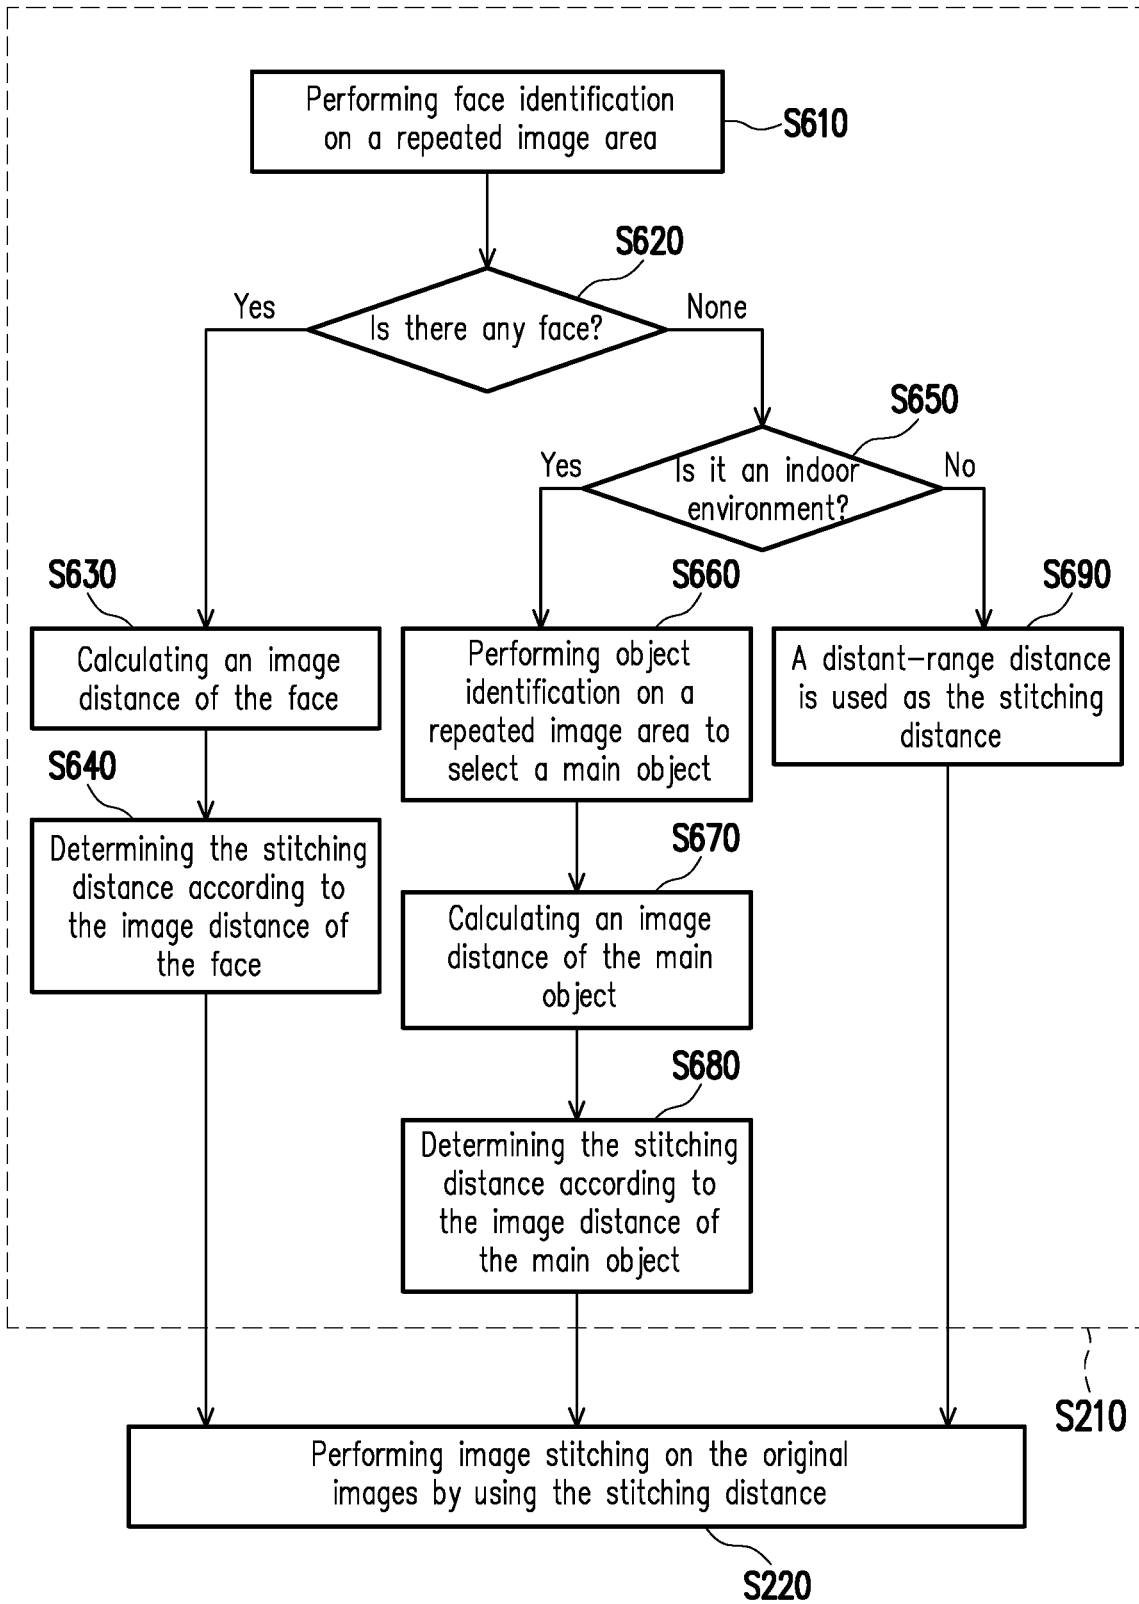 Performing face identification
on a repeated image area
S610
S620
Yes
Is there any face?
None
S650
Yes
Is it an indoor
environment?
No
S630
Calculating an image
distance of the face
S640
Determining the stitching
distance according to
the image distance of
the face
S660
Performing object
identification on a
repeated image area to
select a main object
S670
Calculating an image
distance of the main
object
S680
Determining the stitching
distance according to
the image distance of
the main object
S690
A distant-range distance
is used as the stitching
distance
S210
Performing image stitching on the original
images by using the stitching distance
S220